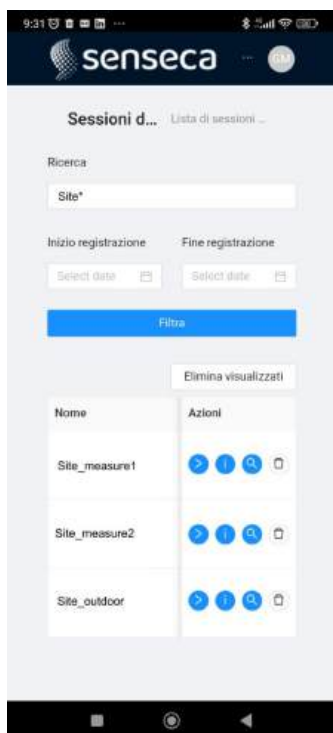 9:31
senseca
GM
Sessioni d... Lista di sessioni ...
Ricerca
Site*
Inizio registrazione Fine registrazione
Select date Select date
Filtra
Elimina visualizzati
Nome Azioni
Site_measure1
Site_measure2
Site_outdoor